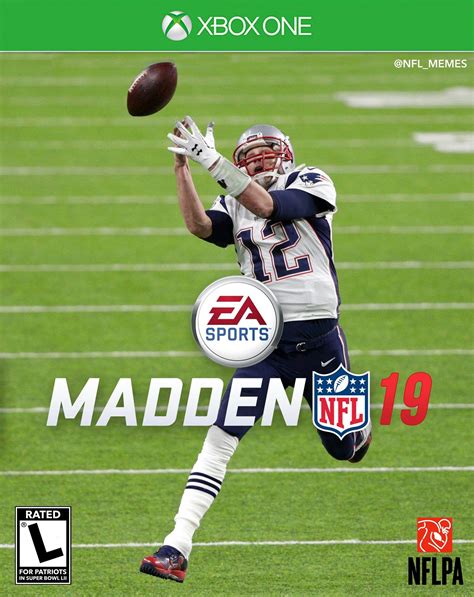 XBOX ONE
@NFL_MEMES
12
EA
SPORTS
MADDEN NFL 19
RATED
L
FOR PATRIOTS
IN SUPER BOWL LII
NFLPA